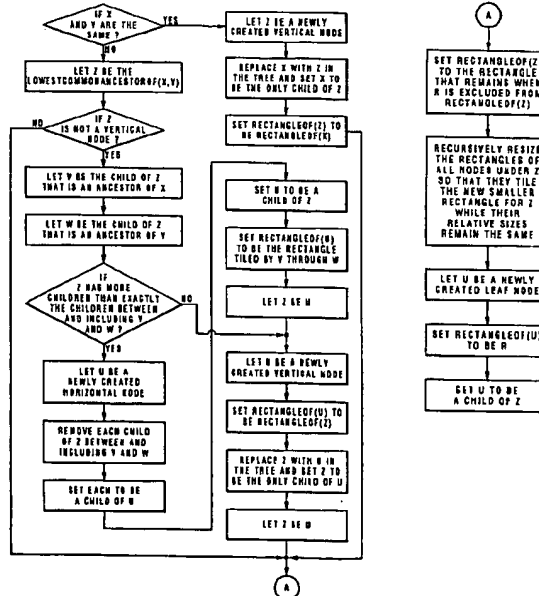 IF X
AND Y ARE THE
SAME ?
YES
NO
LET Z BE THE
LOWESTCOMMONANCESTOROF(X,Y)
IF Z
IS NOT A VERTICAL
NODE ?
NO
YES
LET V BE THE CHILD OF Z
THAT IS AN ANCESTOR OF X
LET W BE THE CHILD OF Z
THAT IS AN ANCESTOR OF Y
IF
Z HAS MORE
CHILDREN THAN EXACTLY
THE CHILDREN BETWEEN
AND INCLUDING V
AND W ?
NO
YES
LET U BE A
NEWLY CREATED
HORIZONTAL NODE
REMOVE EACH CHILD
OF Z BETWEEN AND
INCLUDING V AND W
SET EACH TO BE
A CHILD OF U
LET Z BE A NEWLY
CREATED VERTICAL NODE
REPLACE X WITH Z IN
THE TREE AND SET X TO
BE THE ONLY CHILD OF Z
SET RECTANGLEOF(Z) TO
BE RECTANGLEOF(X)
SET U TO BE A
CHILD OF Z
SET RECTANGLEOF(U)
TO BE THE RECTANGLE
TILED BY V THROUGH W
LET Z BE U
LET U BE A NEWLY
CREATED VERTICAL NODE
SET RECTANGLEOF(U) TO
BE RECTANGLEOF(Z)
REPLACE Z WITH U IN
THE TREE AND SET Z TO
BE THE ONLY CHILD OF U
LET Z BE U
A
A
SET RECTANGLEOF(Z)
TO THE RECTANGLE
THAT REMAINS WHEN
R IS EXCLUDED FROM
RECTANGLEOF(Z)
RECURSIVELY RESIZE
THE RECTANGLES OF
ALL NODES UNDER Z
SO THAT THEY TILE
THE NEW SMALLER
RECTANGLE FOR Z
WHILE THEIR
RELATIVE SIZES
REMAIN THE SAME
LET U BE A NEWLY
CREATED LEAF NODE
SET RECTANGLEOF(U)
TO BE R
SET U TO BE
A CHILD OF Z